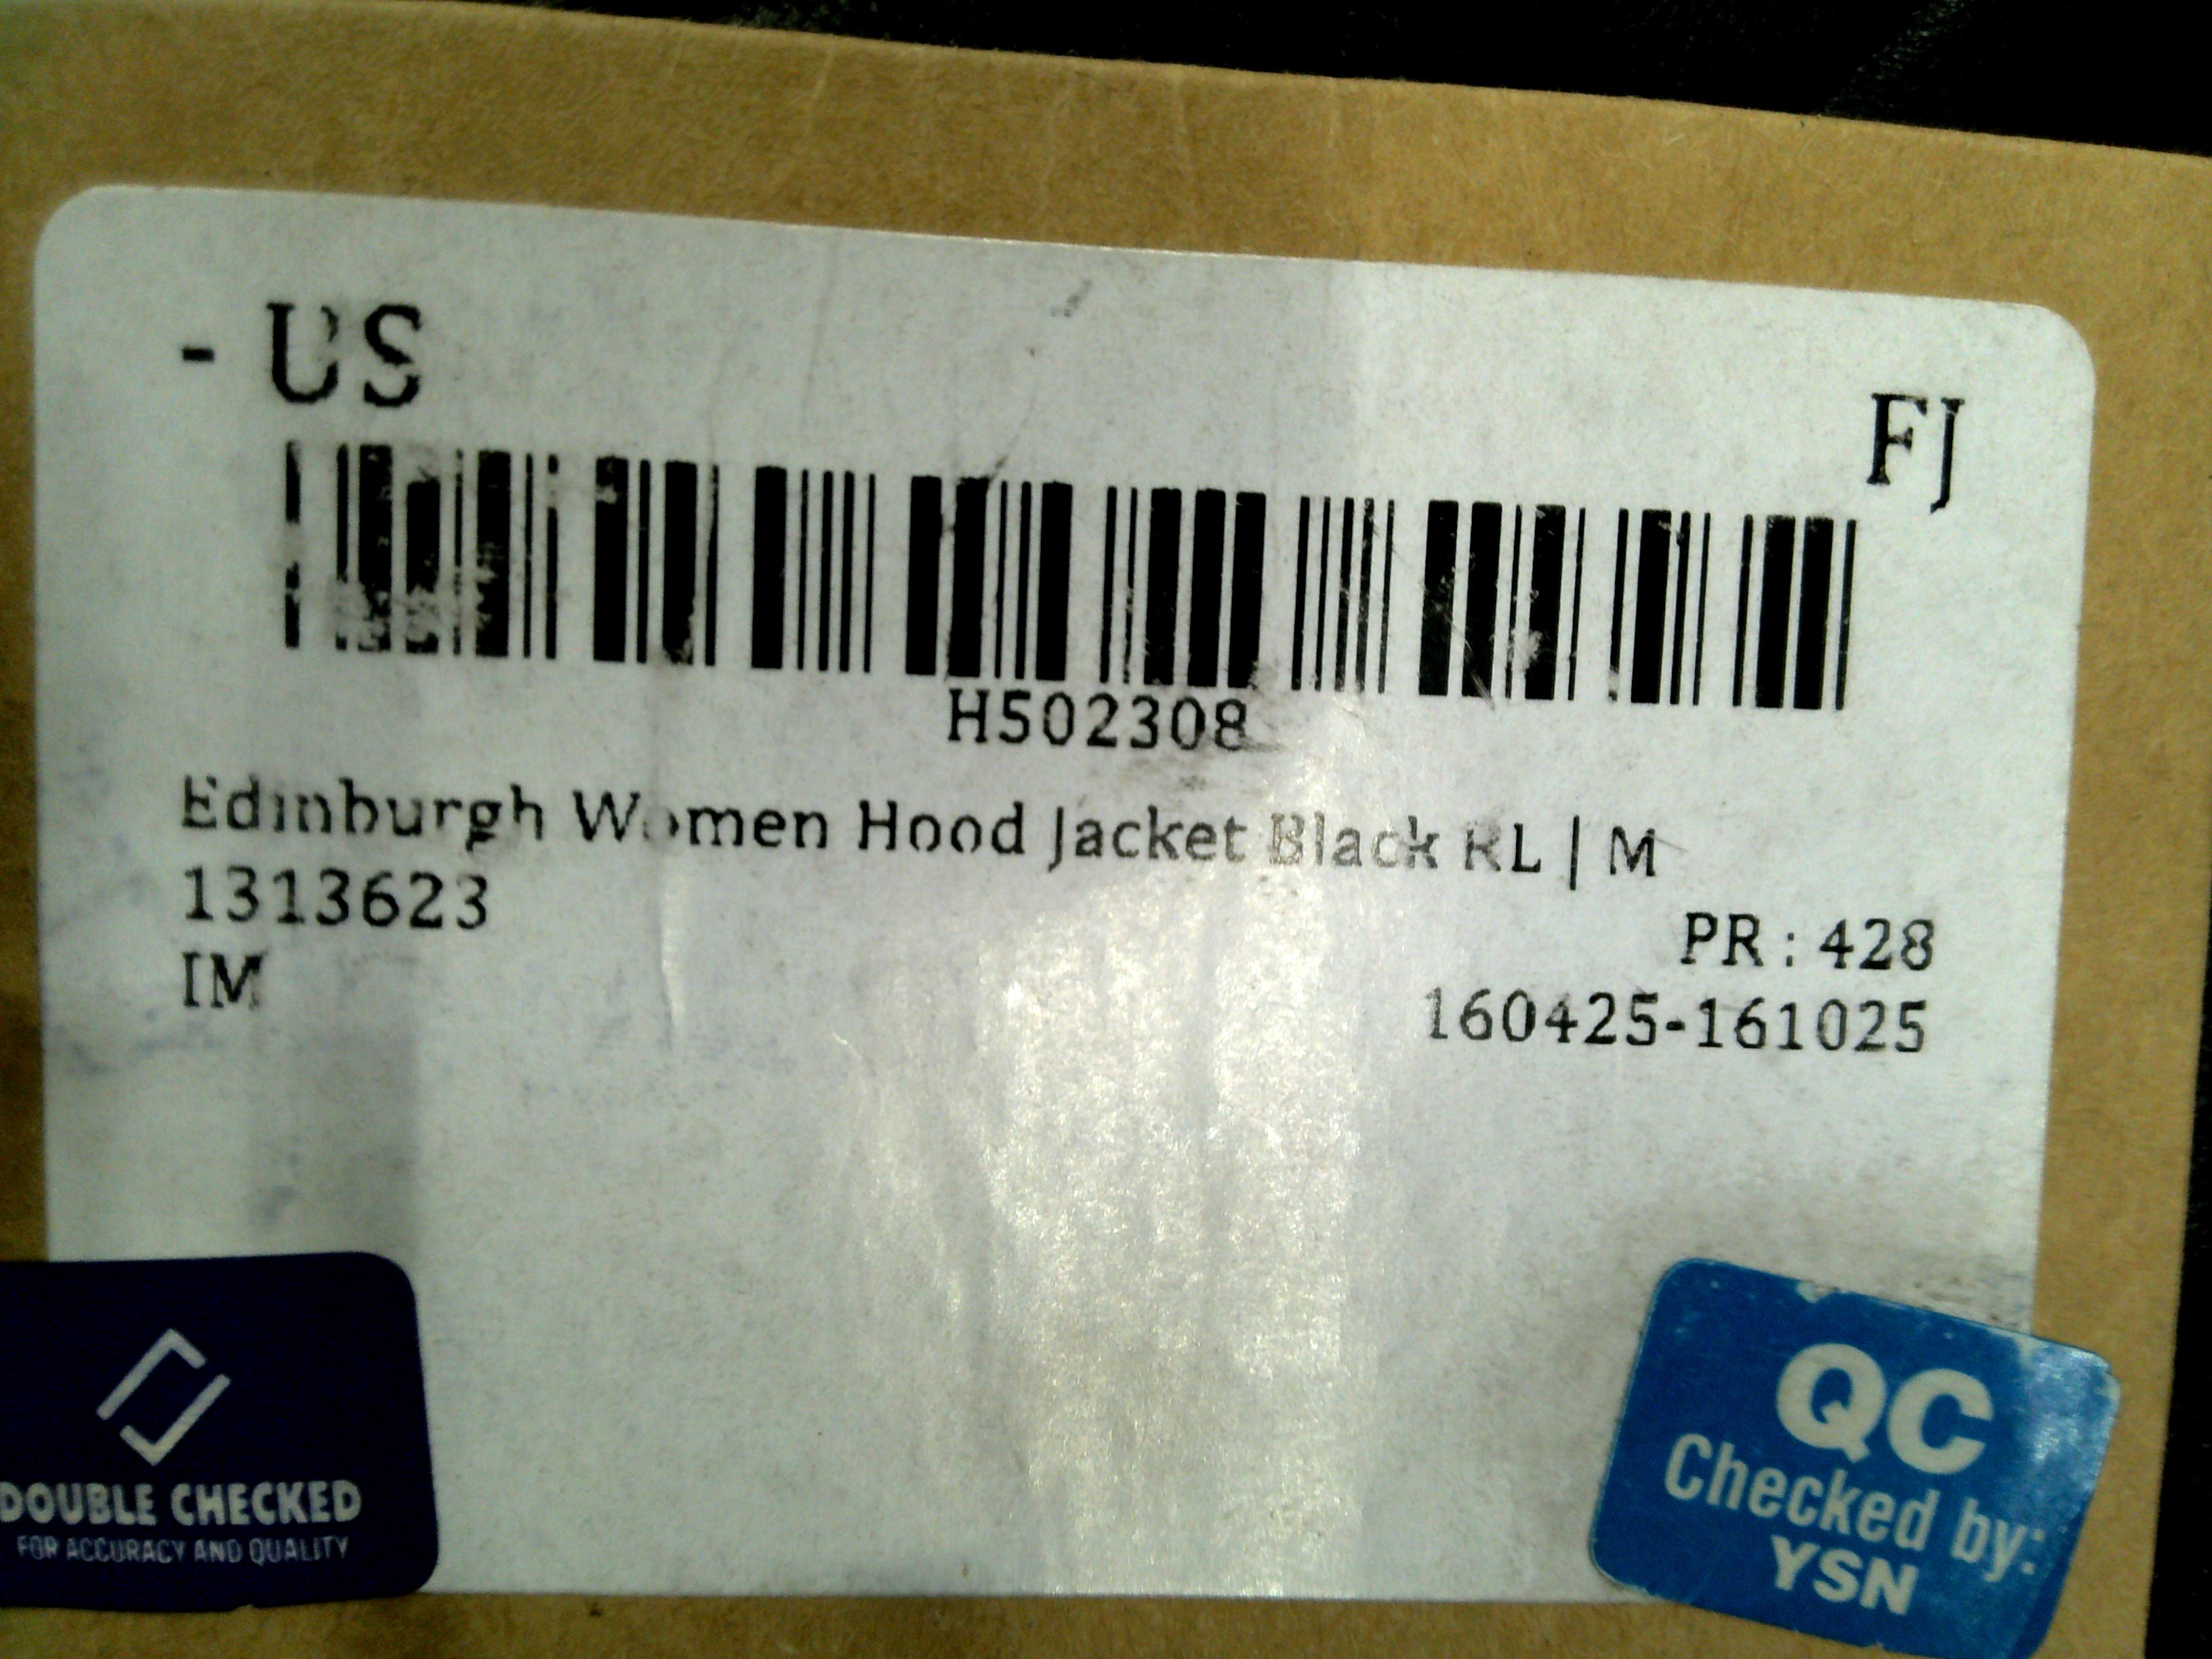 - US
FJ
H502308
Edinburgh Women Hood Jacket Black RL | M
1313623
PR : 428
IM
160425-161025
DOUBLE CHECKED
FOR ACCURACY AND QUALITY
QC
Checked by:
YSN